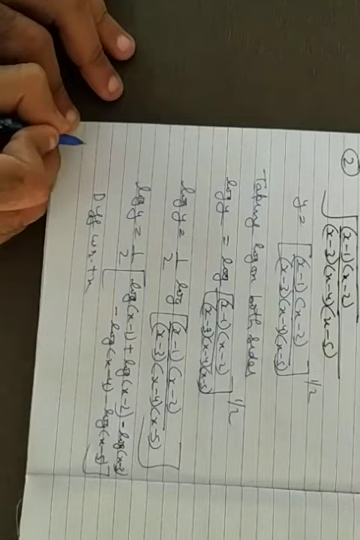 ② √(x-1)(x-2) / (x-3)(x-4)(x-5)
y = [(x-1)(x-2) / (x-3)(x-4)(x-5)]^1/2
Taking log on both sides
log y = log [(x-1)(x-2) / (x-3)(x-4)(x-5)]^1/2
log y = 1/2 log [(x-1)(x-2) / (x-3)(x-4)(x-5)]
log y = 1/2 [log(x-1) + log(x-2) - log(x-3)
- log(x-4) - log(x-5)]
Diff w.r.t x